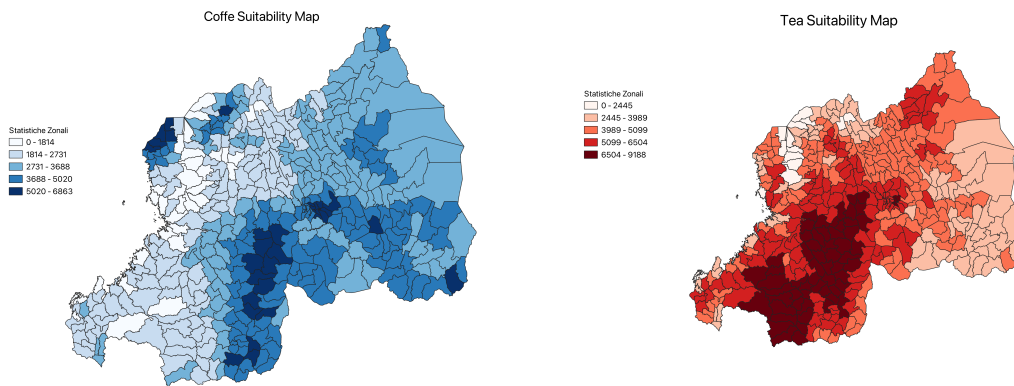 Coffe Suitability Map
Statistiche Zonali
0 - 1814
1814 - 2731
2731 - 3688
3688 - 5020
5020 - 6863
Tea Suitability Map
Statistiche Zonali
0 - 2445
2445 - 3989
3989 - 5099
5099 - 6504
6504 - 9188